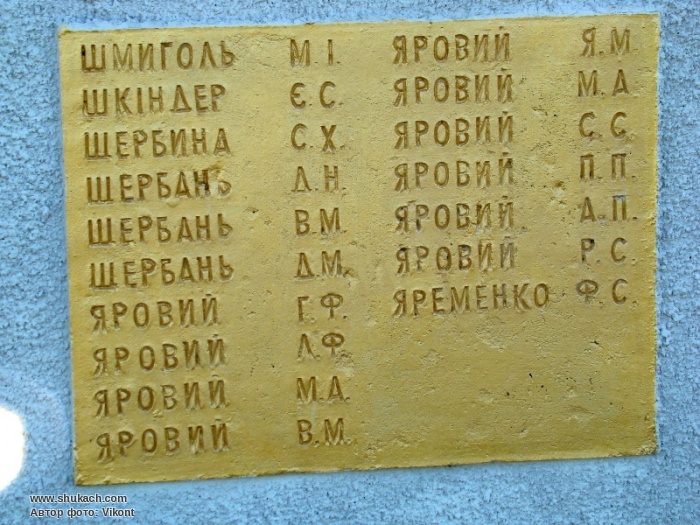 ШМИГОЛЬ М.І.
ШКІНДЕР Є.С.
ЩЕРБИНА С.Х.
ЩЕРБАНЬ Д.Н.
ЩЕРБАНЬ В.М.
ЩЕРБАНЬ Д.М.
ЯРОВИЙ Г.Ф.
ЯРОВИЙ Л.Ф.
ЯРОВИЙ М.А.
ЯРОВИЙ В.М.
ЯРОВИЙ Я.М
ЯРОВИЙ М.А
ЯРОВИЙ С.С
ЯРОВИЙ П.П.
ЯРОВИЙ Д.П.
ЯРОВИЙ Р.С.
ЯРЕМЕНКО Ф.С.
www.shukach.com
Автор фото: Vikont